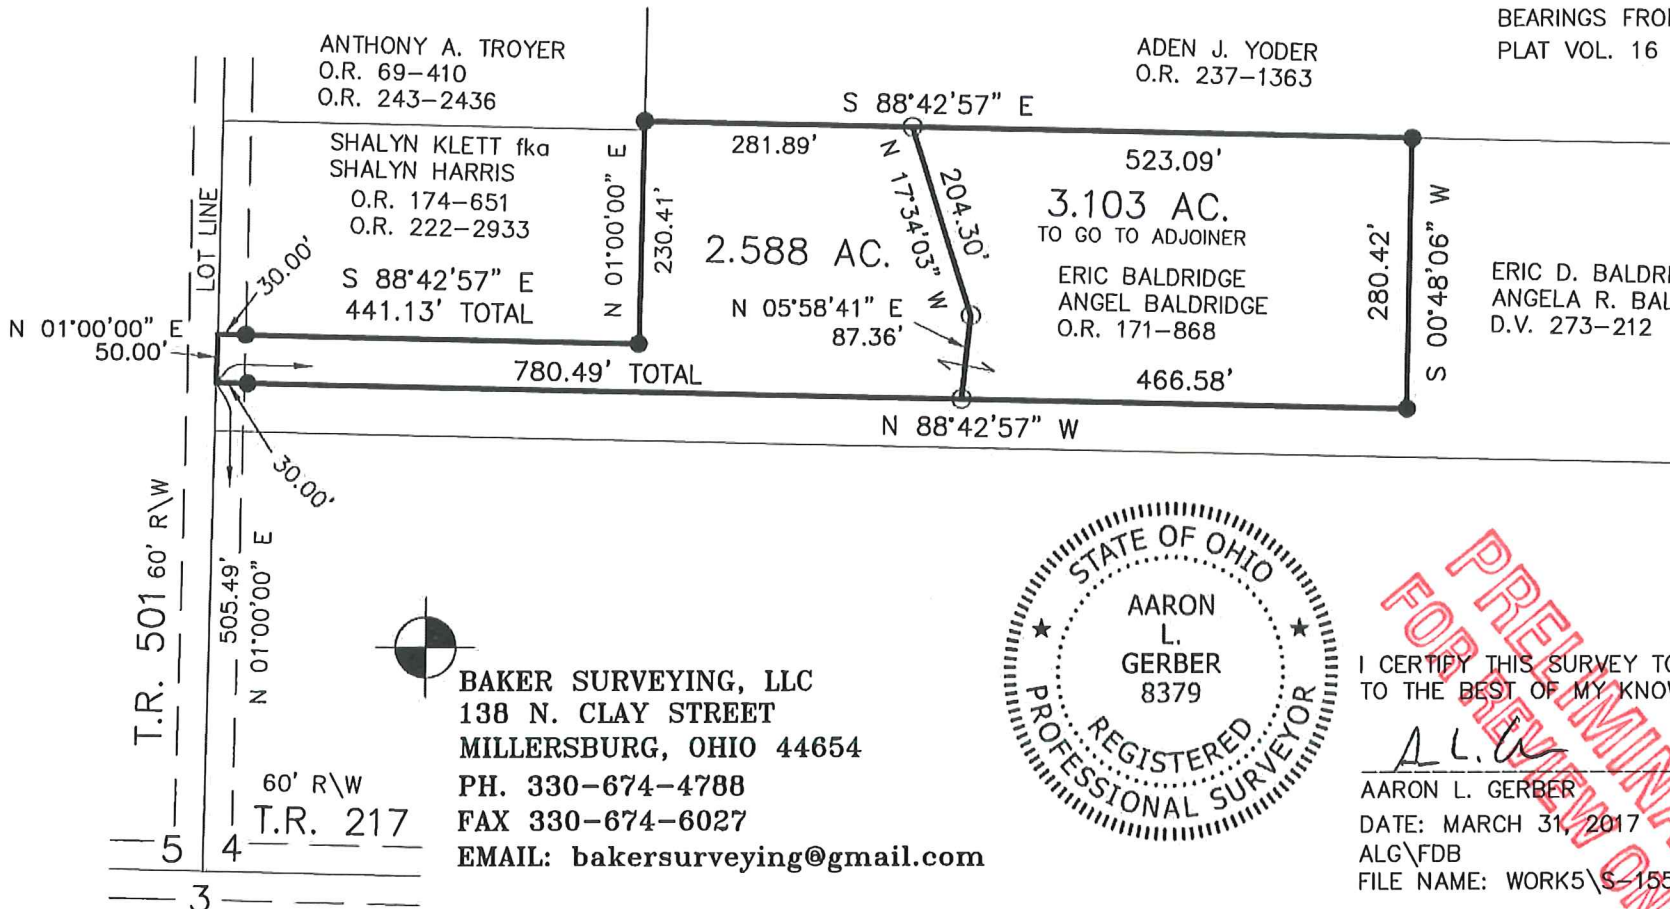 BEARINGS FROM
PLAT VOL. 16
ANTHONY A. TROYER
O.R. 69-410
O.R. 243-2436
ADEN J. YODER
O.R. 237-1363
S 88°42'57" E
281.89'
523.09'
SHALYN KLETT fka
SHALYN HARRIS
O.R. 174-651
O.R. 222-2933
N 01°00'00" E
230.41'
N 17°34'03" W
204.30'
3.103 AC.
TO GO TO ADJOINER
2.588 AC.
ERIC BALDRIDGE
ANGEL BALDRIDGE
O.R. 171-868
280.42'
S 00°48'06" W
ERIC D. BALDRI
ANGELA R. BAL
D.V. 273-212
LOT LINE
30.00'
S 88°42'57" E
441.13' TOTAL
N 05°58'41" E
87.36'
N 01°00'00" E
50.00'
780.49' TOTAL
466.58'
N 88°42'57" W
30.00'
T.R. 501 60' R\W
505.49'
N 01°00'00" E
BAKER SURVEYING, LLC
138 N. CLAY STREET
MILLERSBURG, OHIO 44654
PH. 330-674-4788
FAX 330-674-6027
EMAIL: bakersurveying@gmail.com
60' R\W
T.R. 217
5 4
3
STATE OF OHIO
AARON
L.
GERBER
8379
REGISTERED
PROFESSIONAL SURVEYOR
PRELIMINA
FOR REVIEW ON
I CERTIFY THIS SURVEY TO
TO THE BEST OF MY KNOW
A L.
AARON L. GERBER
DATE: MARCH 31, 2017
ALG\FDB
FILE NAME: WORK5\S-155